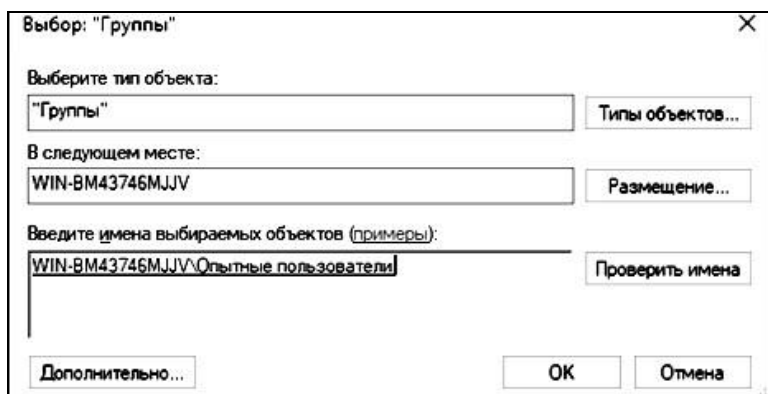 Выбор: "Группы"
Выберите тип объекта:
"Группы"
Типы объектов...
В следующем месте:
WIN-BM43746MJJV
Размещение...
Введите имена выбираемых объектов (примеры):
WIN-BM43746MJJV\Опытные пользователи
Проверить имена
Дополнительно...
ОК
Отмена